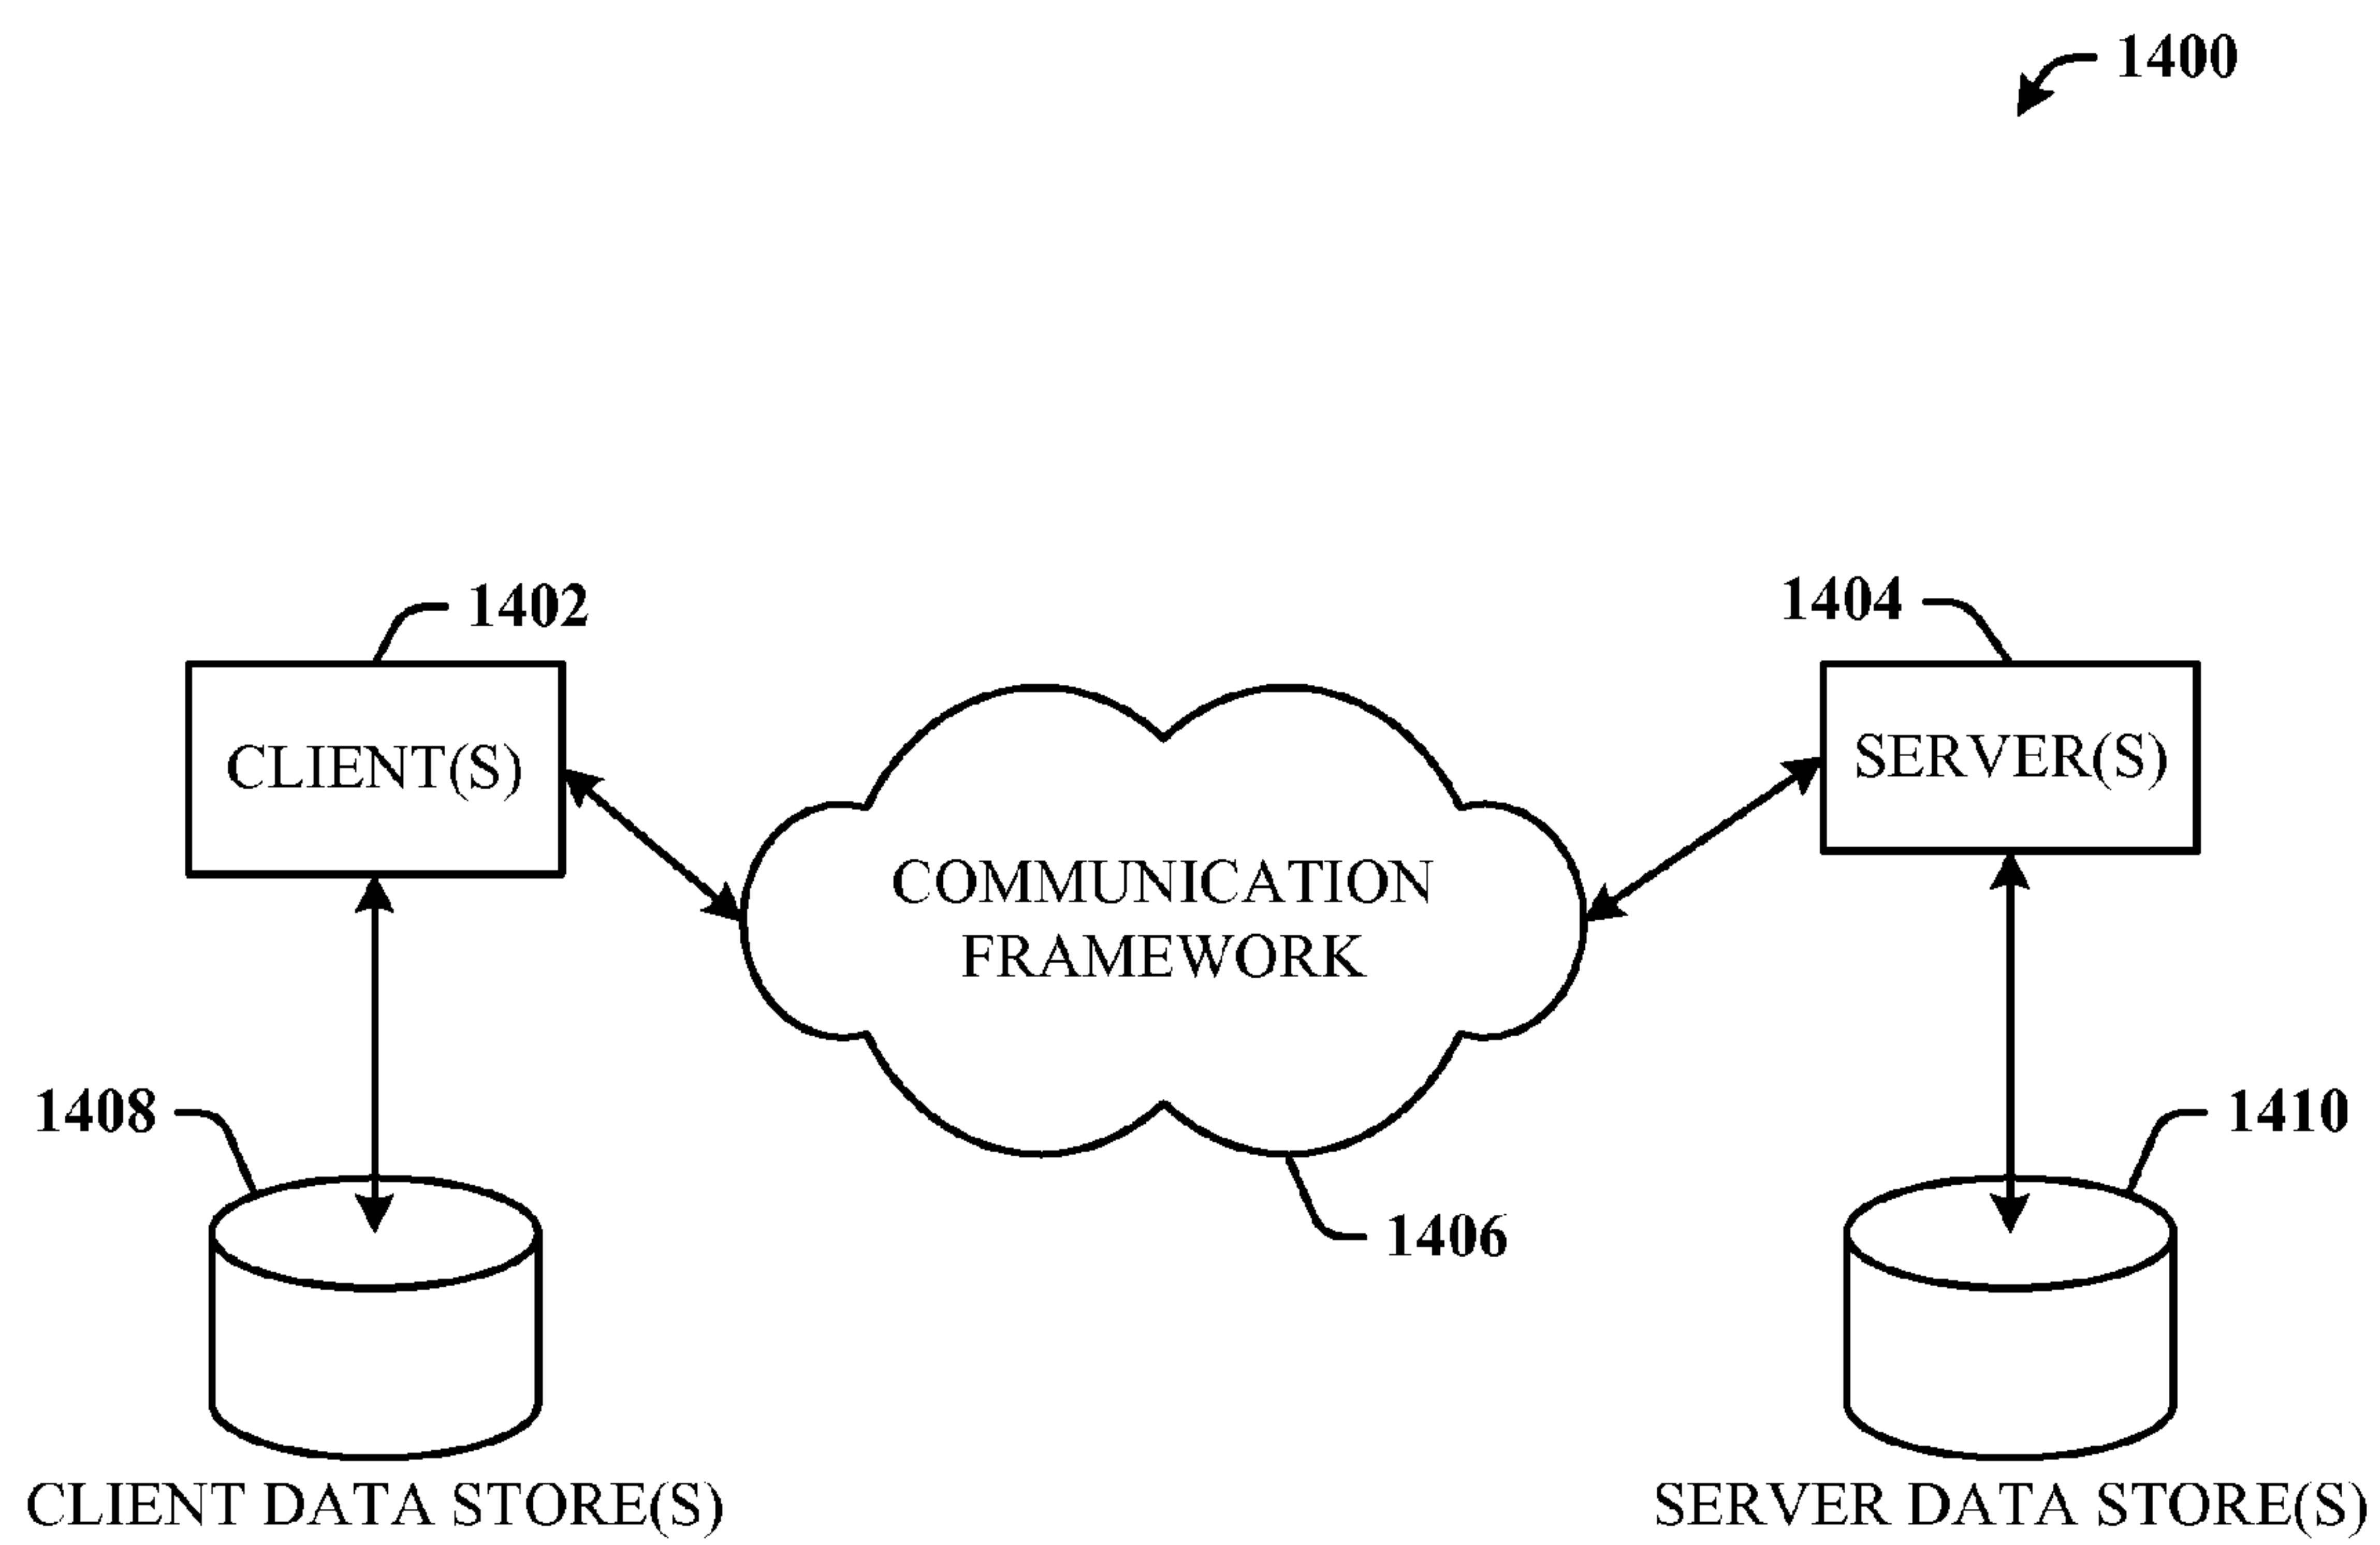 1400
1402
1404
CLIENT(S)
SERVER(S)
COMMUNICATION
FRAMEWORK
1408
1410
1406
CLIENT DATA STORE(S)
SERVER DATA STORE(S)